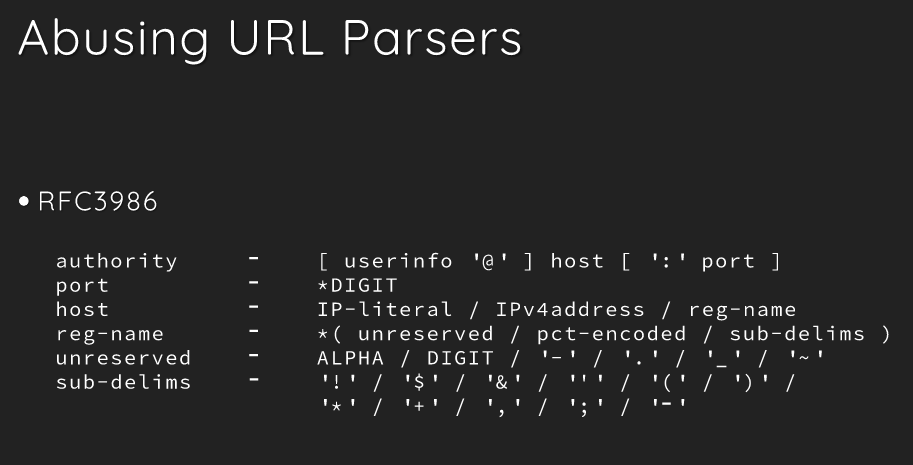 Abusing URL Parsers
• RFC3986
authority - [ userinfo '@' ] host [ ':' port ]
port - *DIGIT
host - IP-literal / IPv4address / reg-name
reg-name - *( unreserved / pct-encoded / sub-delims )
unreserved - ALPHA / DIGIT / '-' / '.' / '_' / '~'
sub-delims - '!' / '$' / '&' / ''' / '(' / ')' /
'*' / '+' / ',' / ';' / '-'